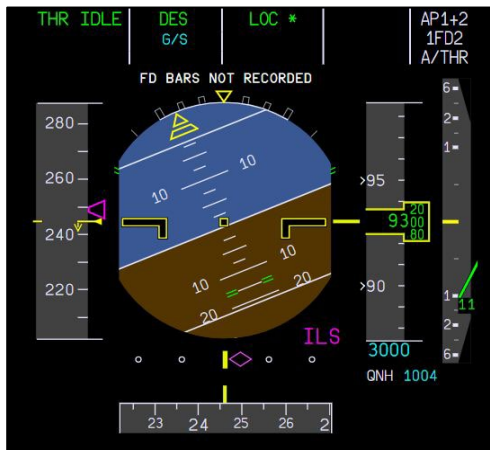 THR IDLE DES LOC * AP1+2
G/S 1FD2
A/THR
FD BARS NOT RECORDED
280
260
240
220
10 10
10 10
20 20
ILS
>95
93 20
00
80
>90
3000
QNH 1004
6
2
1
1
11
2
6
23 24 25 26 2